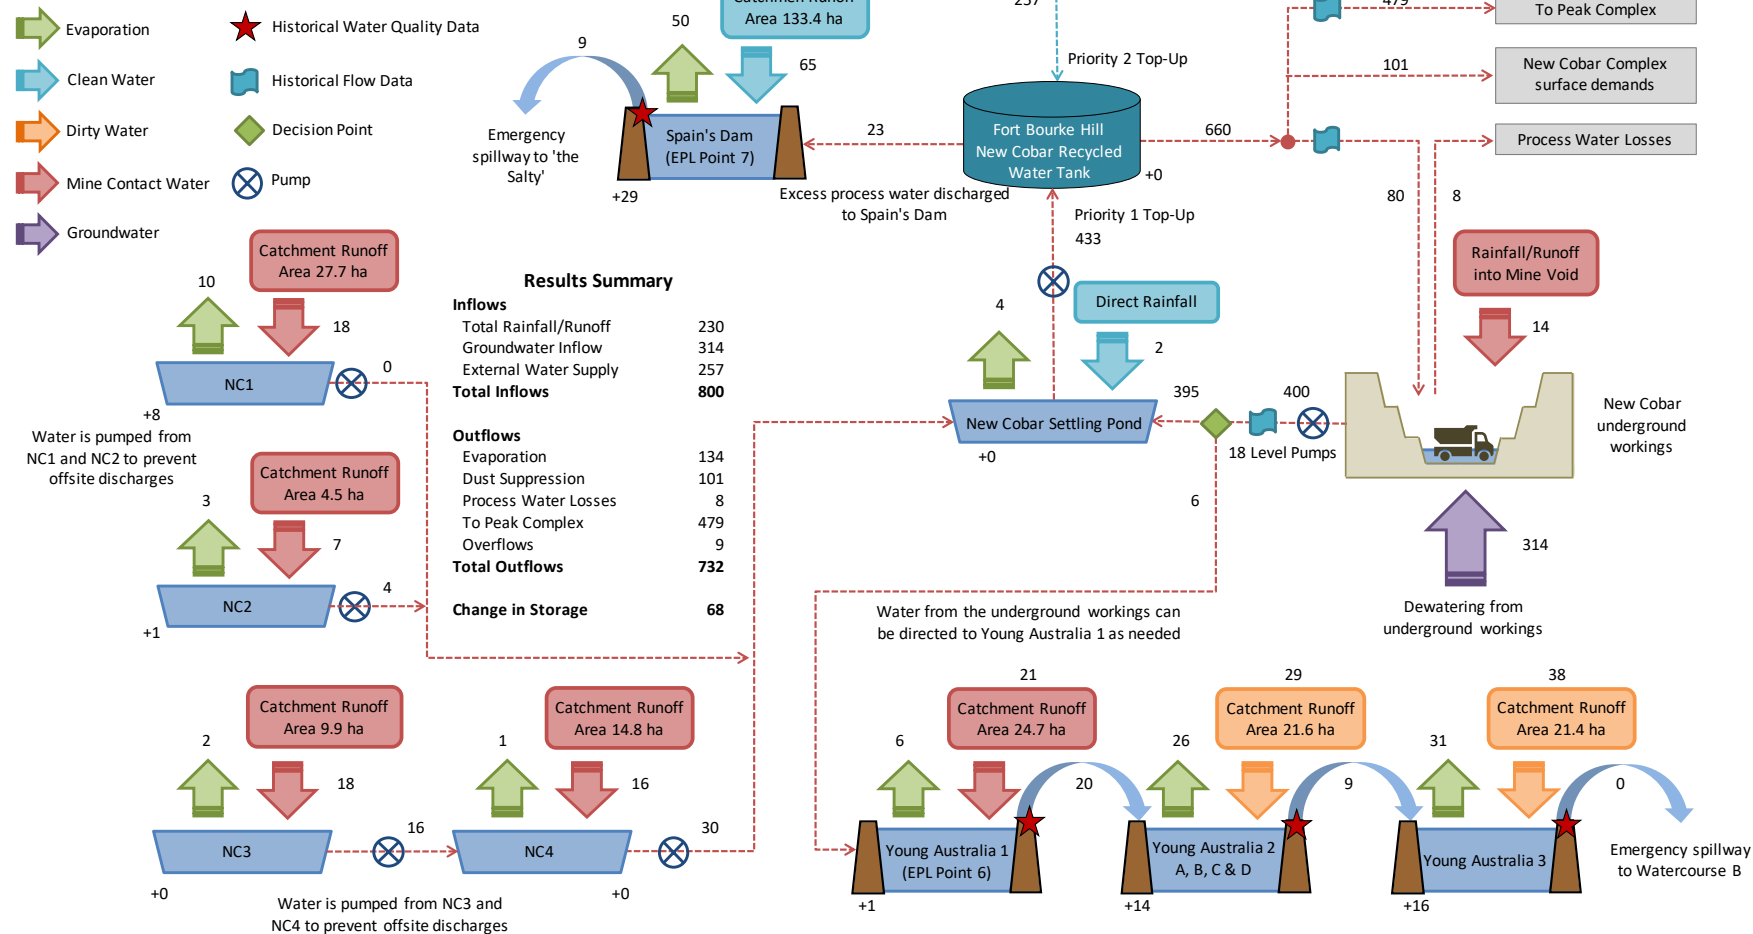 Evaporation
Clean Water
Dirty Water
Mine Contact Water
Groundwater
Historical Water Quality Data
Historical Flow Data
Decision Point
Pump
9
50
Catchment Runoff
Area 133.4 ha
65
Emergency
spillway to 'the
Salty'
Spain's Dam
(EPL Point 7)
+29
23
Excess process water discharged
to Spain's Dam
257
Priority 2 Top-Up
Fort Bourke Hill
New Cobar Recycled
Water Tank
+0
660
479
To Peak Complex
101
New Cobar Complex
surface demands
Process Water Losses
80
8
Priority 1 Top-Up
433
Catchment Runoff
Area 27.7 ha
10
18
NC1
0
+8
Water is pumped from
NC1 and NC2 to prevent
offsite discharges
Catchment Runoff
Area 4.5 ha
3
7
NC2
4
+1
Results Summary
Inflows
Total Rainfall/Runoff 230
Groundwater Inflow 314
External Water Supply 257
Total Inflows 800
Outflows
Evaporation 134
Dust Suppression 101
Process Water Losses 8
To Peak Complex 479
Overflows 9
Total Outflows 732
Change in Storage 68
4
Direct Rainfall
2
New Cobar Settling Pond
+0
395
400
18 Level Pumps
6
Rainfall/Runoff
into Mine Void
14
New Cobar
underground
workings
314
Dewatering from
underground workings
Water from the underground workings can
be directed to Young Australia 1 as needed
Catchment Runoff
Area 9.9 ha
2
18
NC3
16
+0
Catchment Runoff
Area 14.8 ha
1
16
NC4
30
+0
Water is pumped from NC3 and
NC4 to prevent offsite discharges
21
Catchment Runoff
Area 24.7 ha
6
20
Young Australia 1
(EPL Point 6)
+1
29
Catchment Runoff
Area 21.6 ha
26
9
Young Australia 2
A, B, C & D
+14
38
Catchment Runoff
Area 21.4 ha
31
0
Young Australia 3
+16
Emergency spillway
to Watercourse B